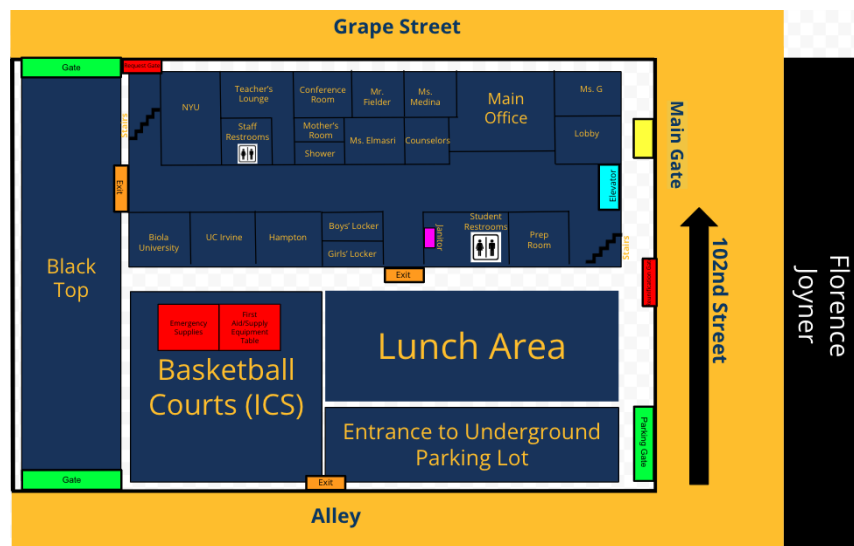 Grape Street
Gate
Request Gate
NYU
Teacher's
Lounge
Conference
Room
Mr.
Fielder
Ms.
Medina
Main
Office
Ms. G
Stairs
Staff
Restrooms
Mother's
Room
Shower
Ms. Elmasri
Counselors
Lobby
Main Gate
Exit
Elevator
Biola
University
UC Irvine
Hampton
Boys' Locker
Girls' Locker
Janitor
Student
Restrooms
Prep
Room
Stairs
Black
Top
Exit
102nd Street
Florence
Joyner
Emergency
Supplies
First
Aid/Supply
Equipment
Table
Basketball
Courts (ICS)
Lunch Area
Entrance to Underground
Parking Lot
Parking Gate
Gate
Exit
Alley